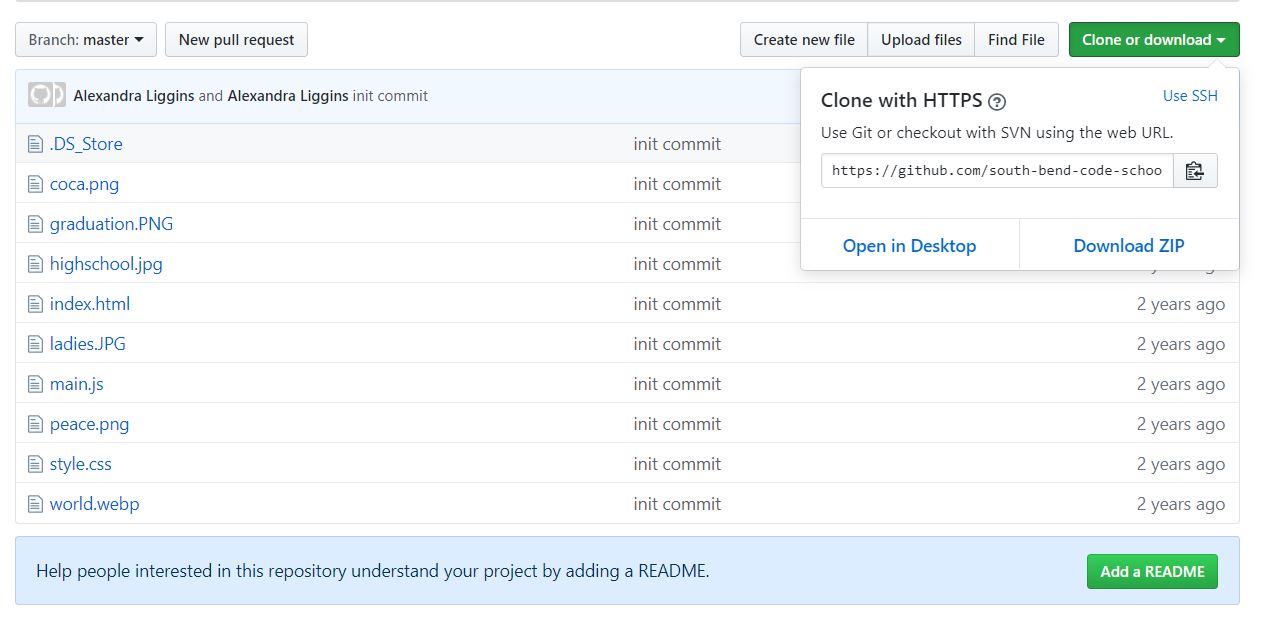 Branch: master New pull request Create new file Upload files Find File Clone or download
Alexandra Liggins and Alexandra Liggins init commit
Clone with HTTPS Use SSH
Use Git or checkout with SVN using the web URL.
https://github.com/south-bend-code-schoo
Open in Desktop Download ZIP
.DS_Store init commit
coca.png init commit
graduation.PNG init commit
highschool.jpg init commit
index.html init commit 2 years ago
ladies.JPG init commit 2 years ago
main.js init commit 2 years ago
peace.png init commit 2 years ago
style.css init commit 2 years ago
world.webp init commit 2 years ago
Help people interested in this repository understand your project by adding a README. Add a README